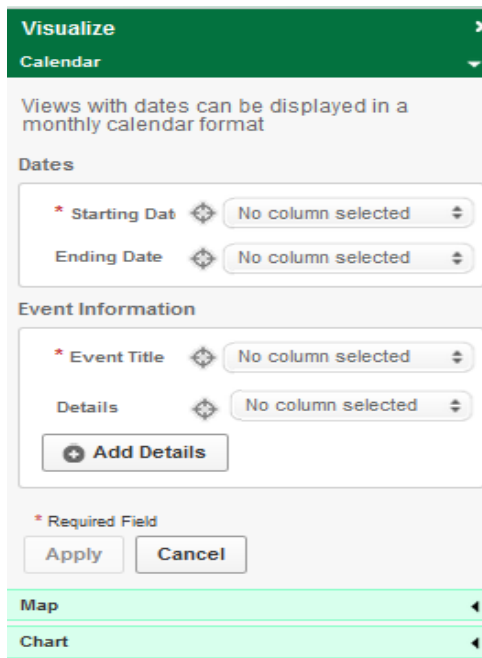 Visualize
Calendar
Views with dates can be displayed in a
monthly calendar format
Dates
* Starting Dat No column selected
Ending Date No column selected
Event Information
* Event Title No column selected
Details No column selected
Add Details
* Required Field
Apply Cancel
Map
Chart